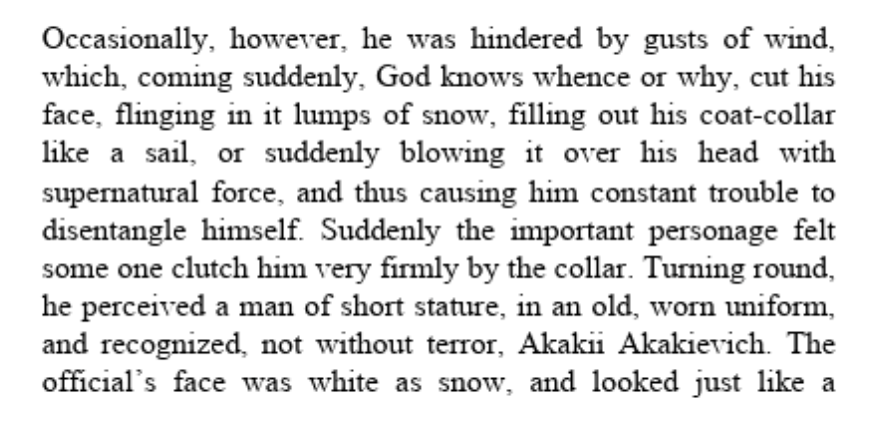 Occasionally, however, he was hindered by gusts of wind,
which, coming suddenly, God knows whence or why, cut his
face, flinging in it lumps of snow, filling out his coat-collar
like a sail, or suddenly blowing it over his head with
supernatural force, and thus causing him constant trouble to
disentangle himself. Suddenly the important personage felt
some one clutch him very firmly by the collar. Turning round,
he perceived a man of short stature, in an old, worn uniform,
and recognized, not without terror, Akakii Akakievich. The
official’s face was white as snow, and looked just like a